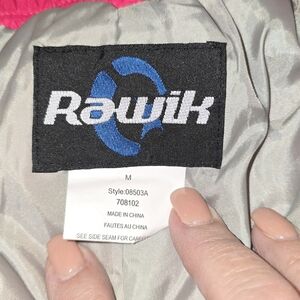 Rawik
M
Style:08503A
708102
MADE IN CHINA
FAITES AU CHINA
SEE SIDE SEAM FOR CARE